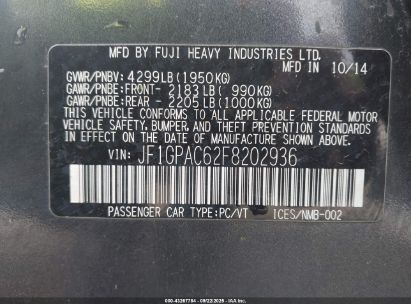 MFD BY FUJI HEAVY INDUSTRIES LTD.
MFD IN 10/14
GVWR/PNBV: 4299LB (1950KG)
GAWR/PNBE: FRONT- 2183LB ( 990KG)
GAWR/PNBE: REAR - 2205LB (1000KG)
THIS VEHICLE CONFORMS TO ALL APPLICABLE FEDERAL MOTOR
VEHICLE SAFETY, BUMPER, AND THEFT PREVENTION STANDARDS
IN EFFECT ON THE DATE OF MANUFACTURE SHOWN ABOVE.
VIN: JF1GPAC62F8202936
PASSENGER CAR TYPE: PC/VT ICES/NMB-002